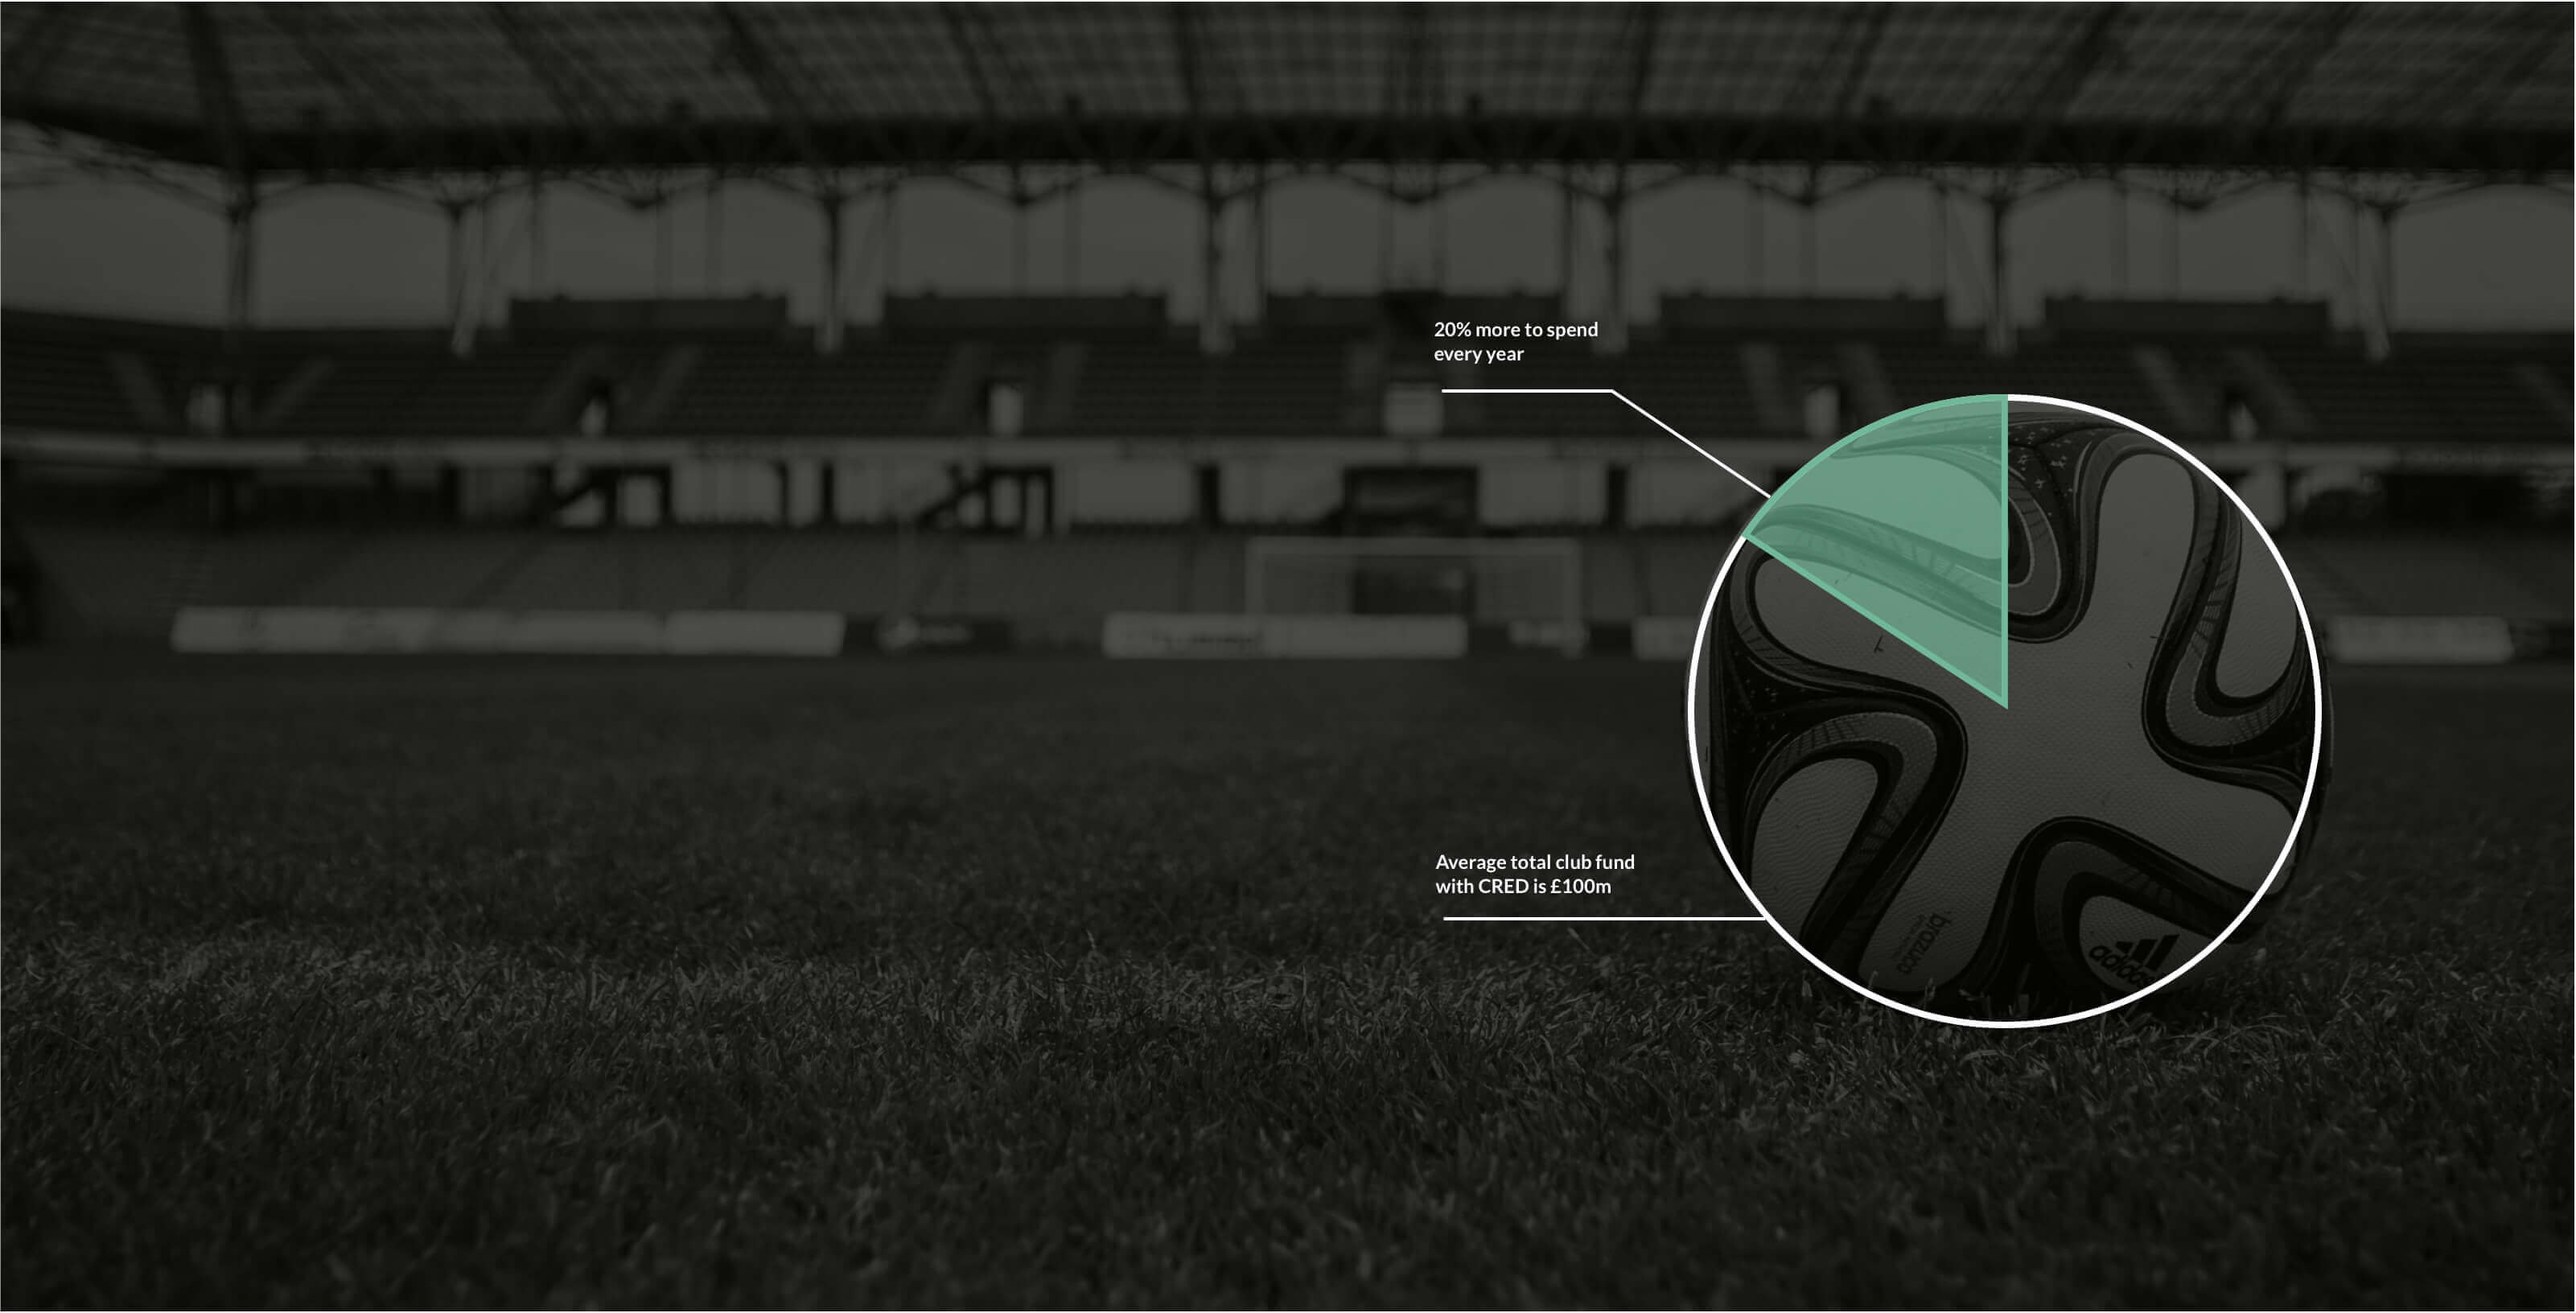 20% more to spend
every year
Average total club fund
with CRED is £100m
brazuca
adidas